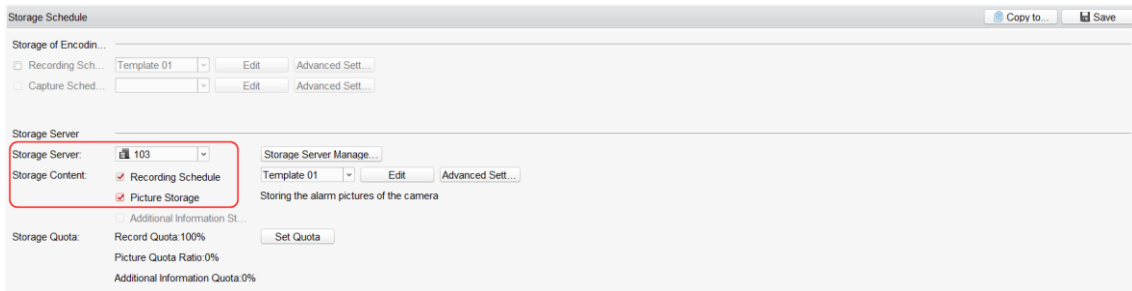 Storage Schedule Copy to... Save
Storage of Encodin...
Recording Sch... Template 01 Edit Advanced Sett...
Capture Sched... Edit Advanced Sett...
Storage Server
Storage Server: 103 Storage Server Manage...
Storage Content: Recording Schedule Template 01 Edit Advanced Sett...
Picture Storage Storing the alarm pictures of the camera
Additional Information St...
Storage Quota: Record Quota:100% Set Quota
Picture Quota Ratio:0%
Additional Information Quota:0%